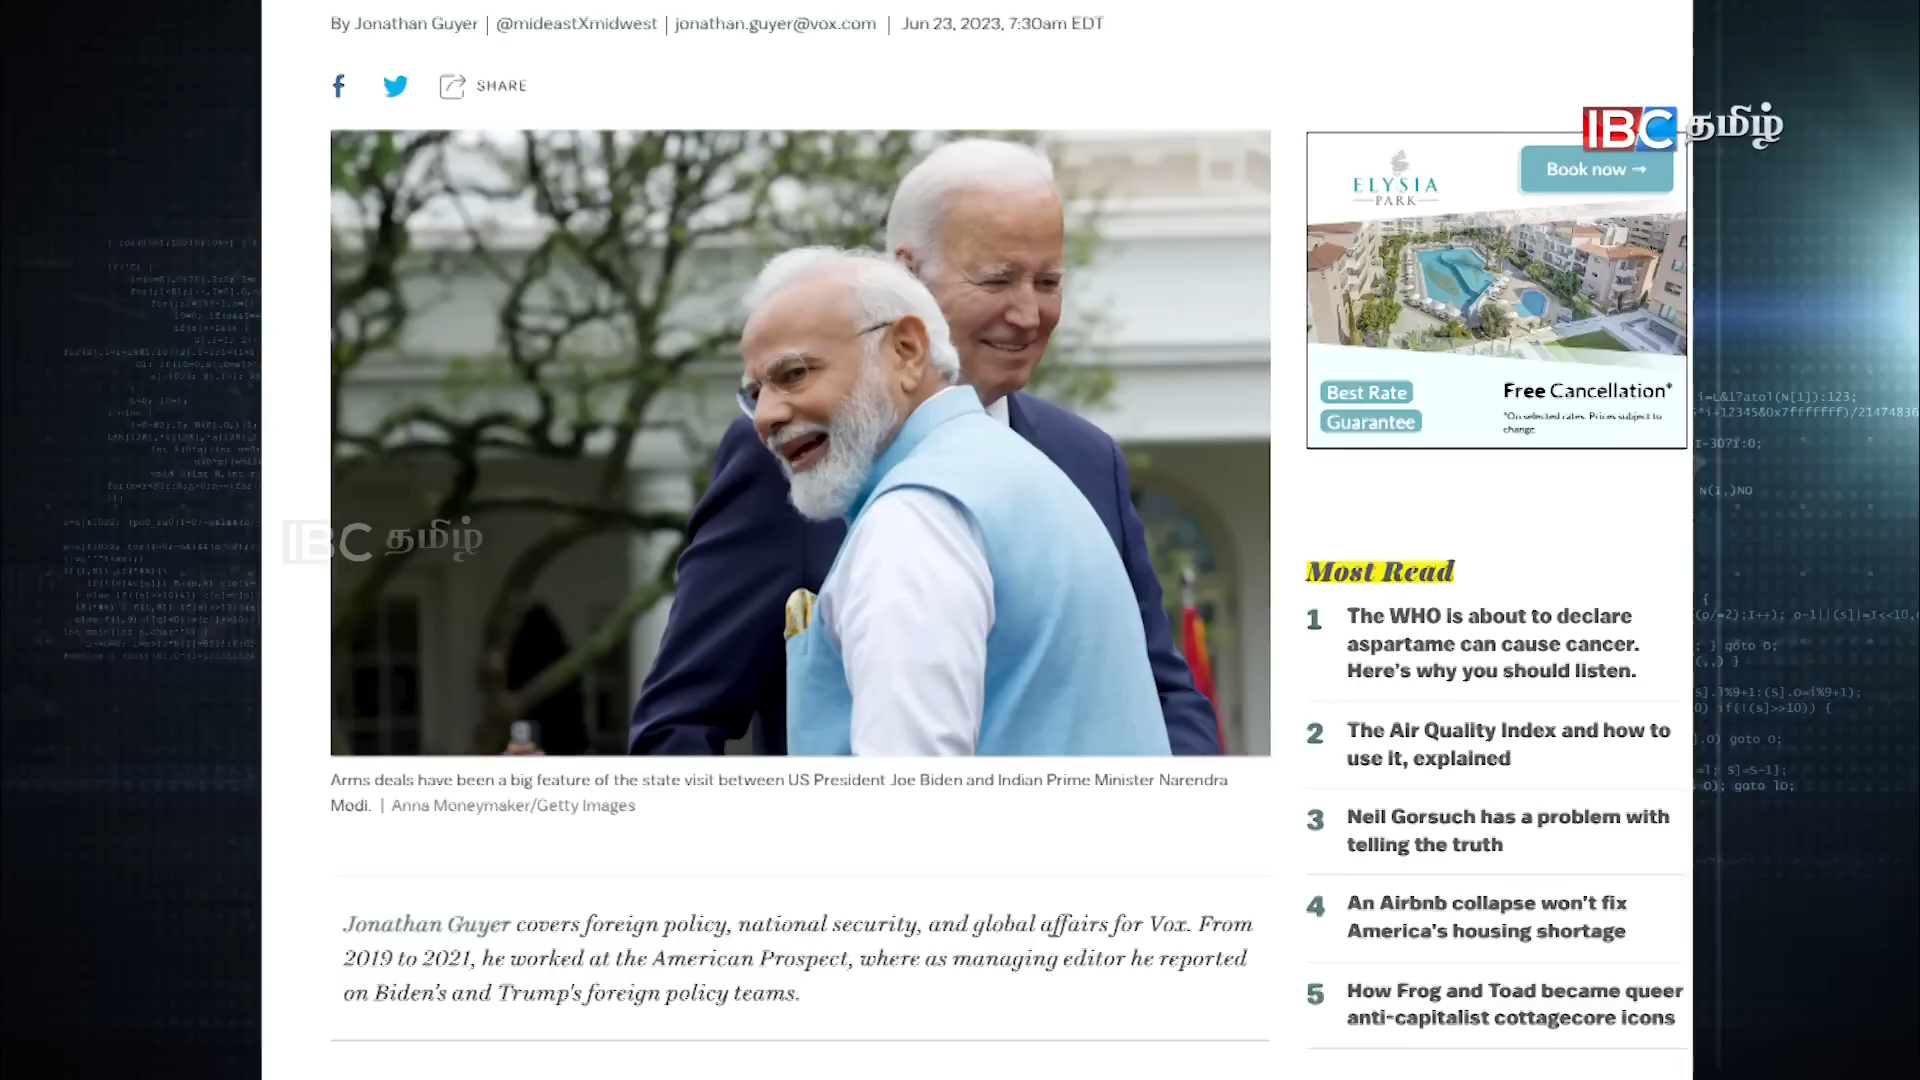 By Jonathan Guyer | @mideastXmidwest | jonathan.guyer@vox.com | Jun 23, 2023, 7:30am EDT
SHARE
IBC தமிழ்
ELYSIA
PARK
Book now →
Best Rate
Guarantee
Free Cancellation*
*On selected rates. Prices subject to
change.
IBC தமிழ்
Arms deals have been a big feature of the state visit between US President Joe Biden and Indian Prime Minister Narendra
Modi. | Anna Moneymaker/Getty Images
Jonathan Guyer covers foreign policy, national security, and global affairs for Vox. From
2019 to 2021, he worked at the American Prospect, where as managing editor he reported
on Biden's and Trump's foreign policy teams.
Most Read
1 The WHO is about to declare
aspartame can cause cancer.
Here's why you should listen.
2 The Air Quality Index and how to
use it, explained
3 Neil Gorsuch has a problem with
telling the truth
4 An Airbnb collapse won't fix
America's housing shortage
5 How Frog and Toad became queer
anti-capitalist cottagecore icons